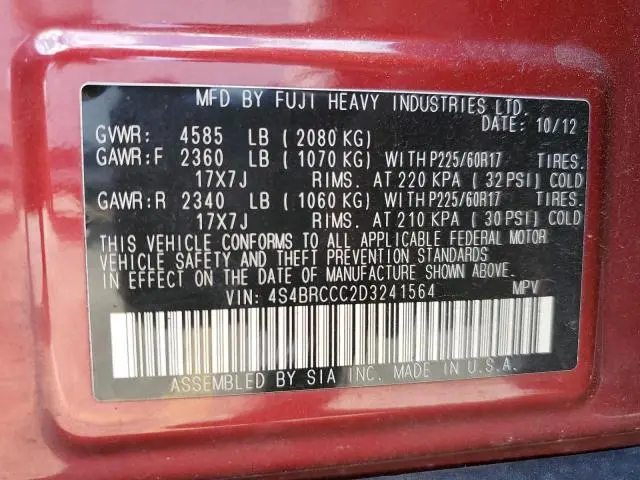 MFD BY FUJI HEAVY INDUSTRIES LTD.
DATE: 10/12
GVWR: 4585 LB (2080 KG)
GAWR:F 2360 LB (1070 KG) WITH P225/60R17 TIRES.
17X7J RIMS. AT 220 KPA (32 PSI) COLD
GAWR:R 2340 LB (1060 KG) WITH P225/60R17 TIRES.
17X7J RIMS. AT 210 KPA (30 PSI) COLD
THIS VEHICLE CONFORMS TO ALL APPLICABLE FEDERAL MOTOR
VEHICLE SAFETY AND THEFT PREVENTION STANDARDS
IN EFFECT ON THE DATE OF MANUFACTURE SHOWN ABOVE.
VIN: 4S4BRCCC2D3241564 MPV
ASSEMBLED BY SIA INC. MADE IN U.S.A.